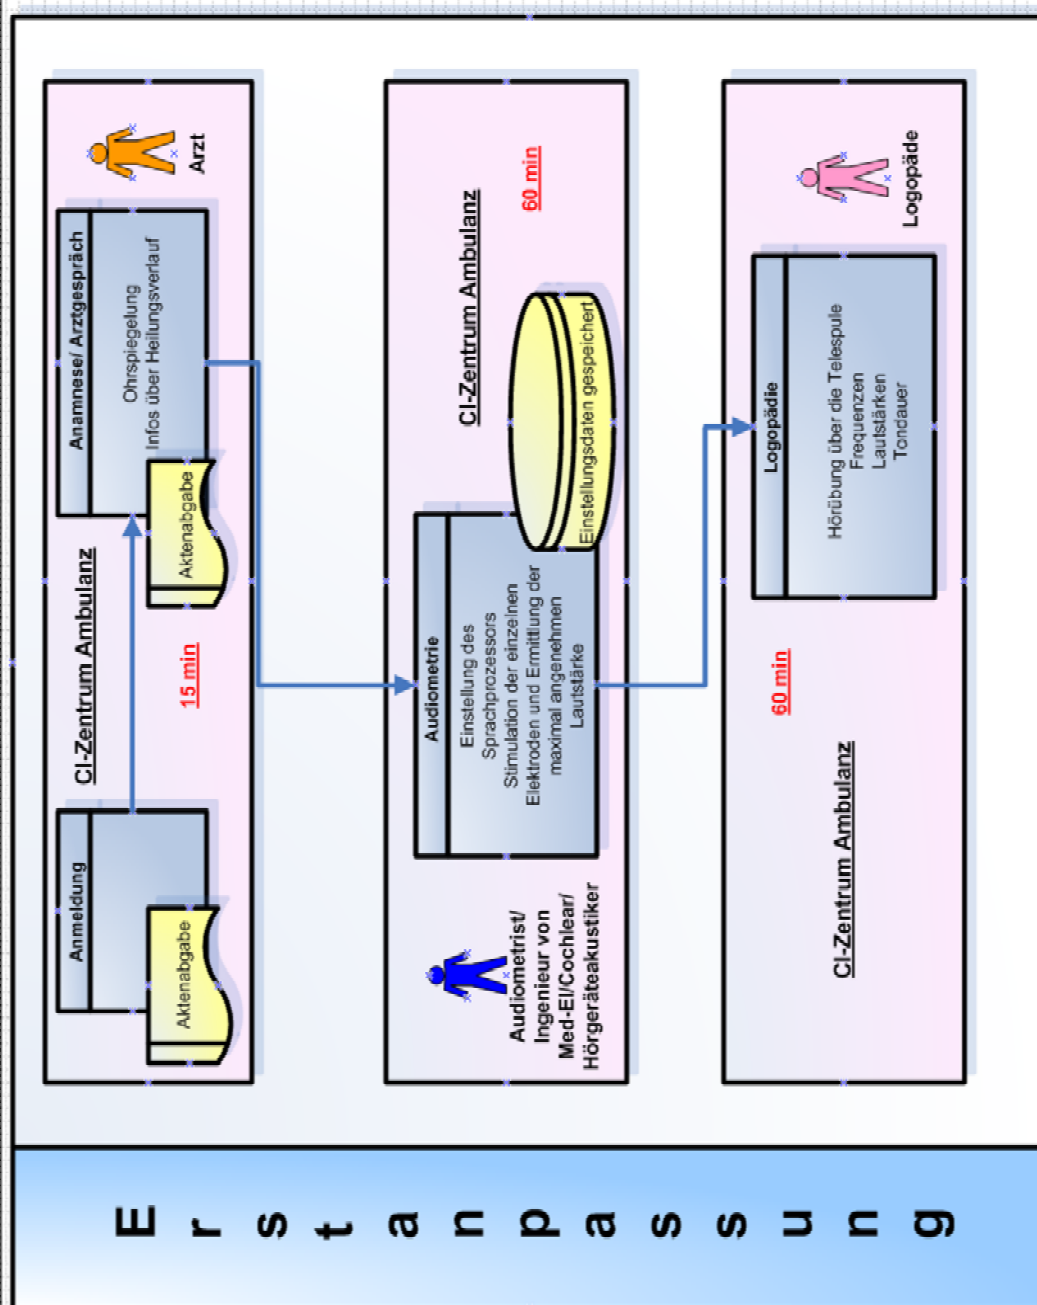 Erstanpassung
Anmeldung
Aktenabgabe
CI-Zentrum Ambulanz
15 min
Anamnese/ Arztgespräch
Ohrspiegelung
Infos über Heilungsverlauf
Aktenabgabe
Arzt
Audiometrist/
Ingenieur von
Med-El/Cochlear/
Hörgeräteakustiker
Audiometrie
Einstellung des
Sprachprozessors
Stimulation der einzelnen
Elektroden und Ermittlung der
maximal angenehmen
Lautstärke
Einstellungsdaten gespeichert
CI-Zentrum Ambulanz
60 min
CI-Zentrum Ambulanz
60 min
Logopädie
Hörübung über die Telespule
Frequenzen
Lautstärken
Tondauer
Logopäde